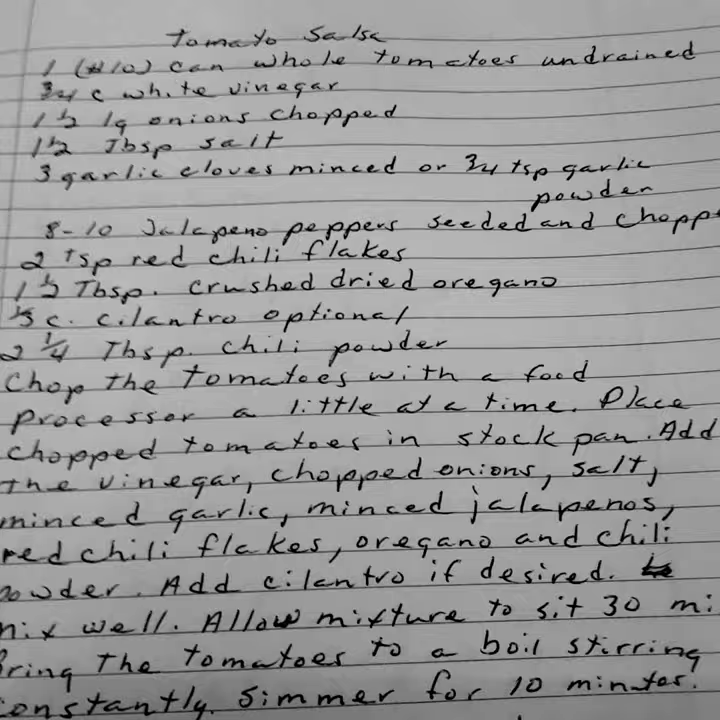 Tomato Salsa
1 (#10) can whole tomatoes undrained
3/4 c white vinegar
1 1/2 lg onions chopped
1 1/2 Tbsp salt
3 garlic cloves minced or 3/4 tsp garlic
powder
8-10 Jalapeno peppers seeded and chopp
2 tsp red chili flakes
1 1/2 Tbsp. crushed dried oregano
1/3 c. cilantro optional
2 1/4 Tbsp. chili powder
Chop the tomatoes with a food
processor a little at a time. Place
chopped tomatoes in stock pan. Add
the vinegar, chopped onions, salt,
minced garlic, minced jalapenos,
red chili flakes, oregano and chili
powder. Add cilantro if desired.
mix well. Allow mixture to sit 30 mi
Bring the tomatoes to a boil stirring
constantly. Simmer for 10 minutes.